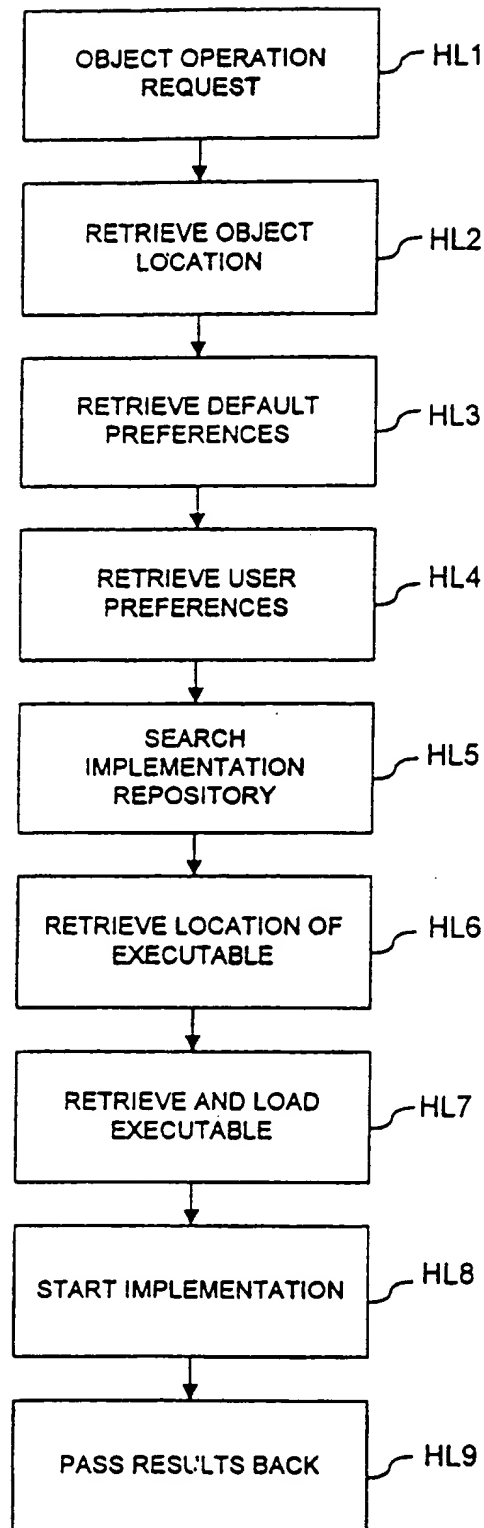 OBJECT OPERATION
REQUEST
HL1
RETRIEVE OBJECT
LOCATION
HL2
RETRIEVE DEFAULT
PREFERENCES
HL3
RETRIEVE USER
PREFERENCES
HL4
SEARCH
IMPLEMENTATION
REPOSITORY
HL5
RETRIEVE LOCATION OF
EXECUTABLE
HL6
RETRIEVE AND LOAD
EXECUTABLE
HL7
START IMPLEMENTATION
HL8
PASS RESULTS BACK
HL9